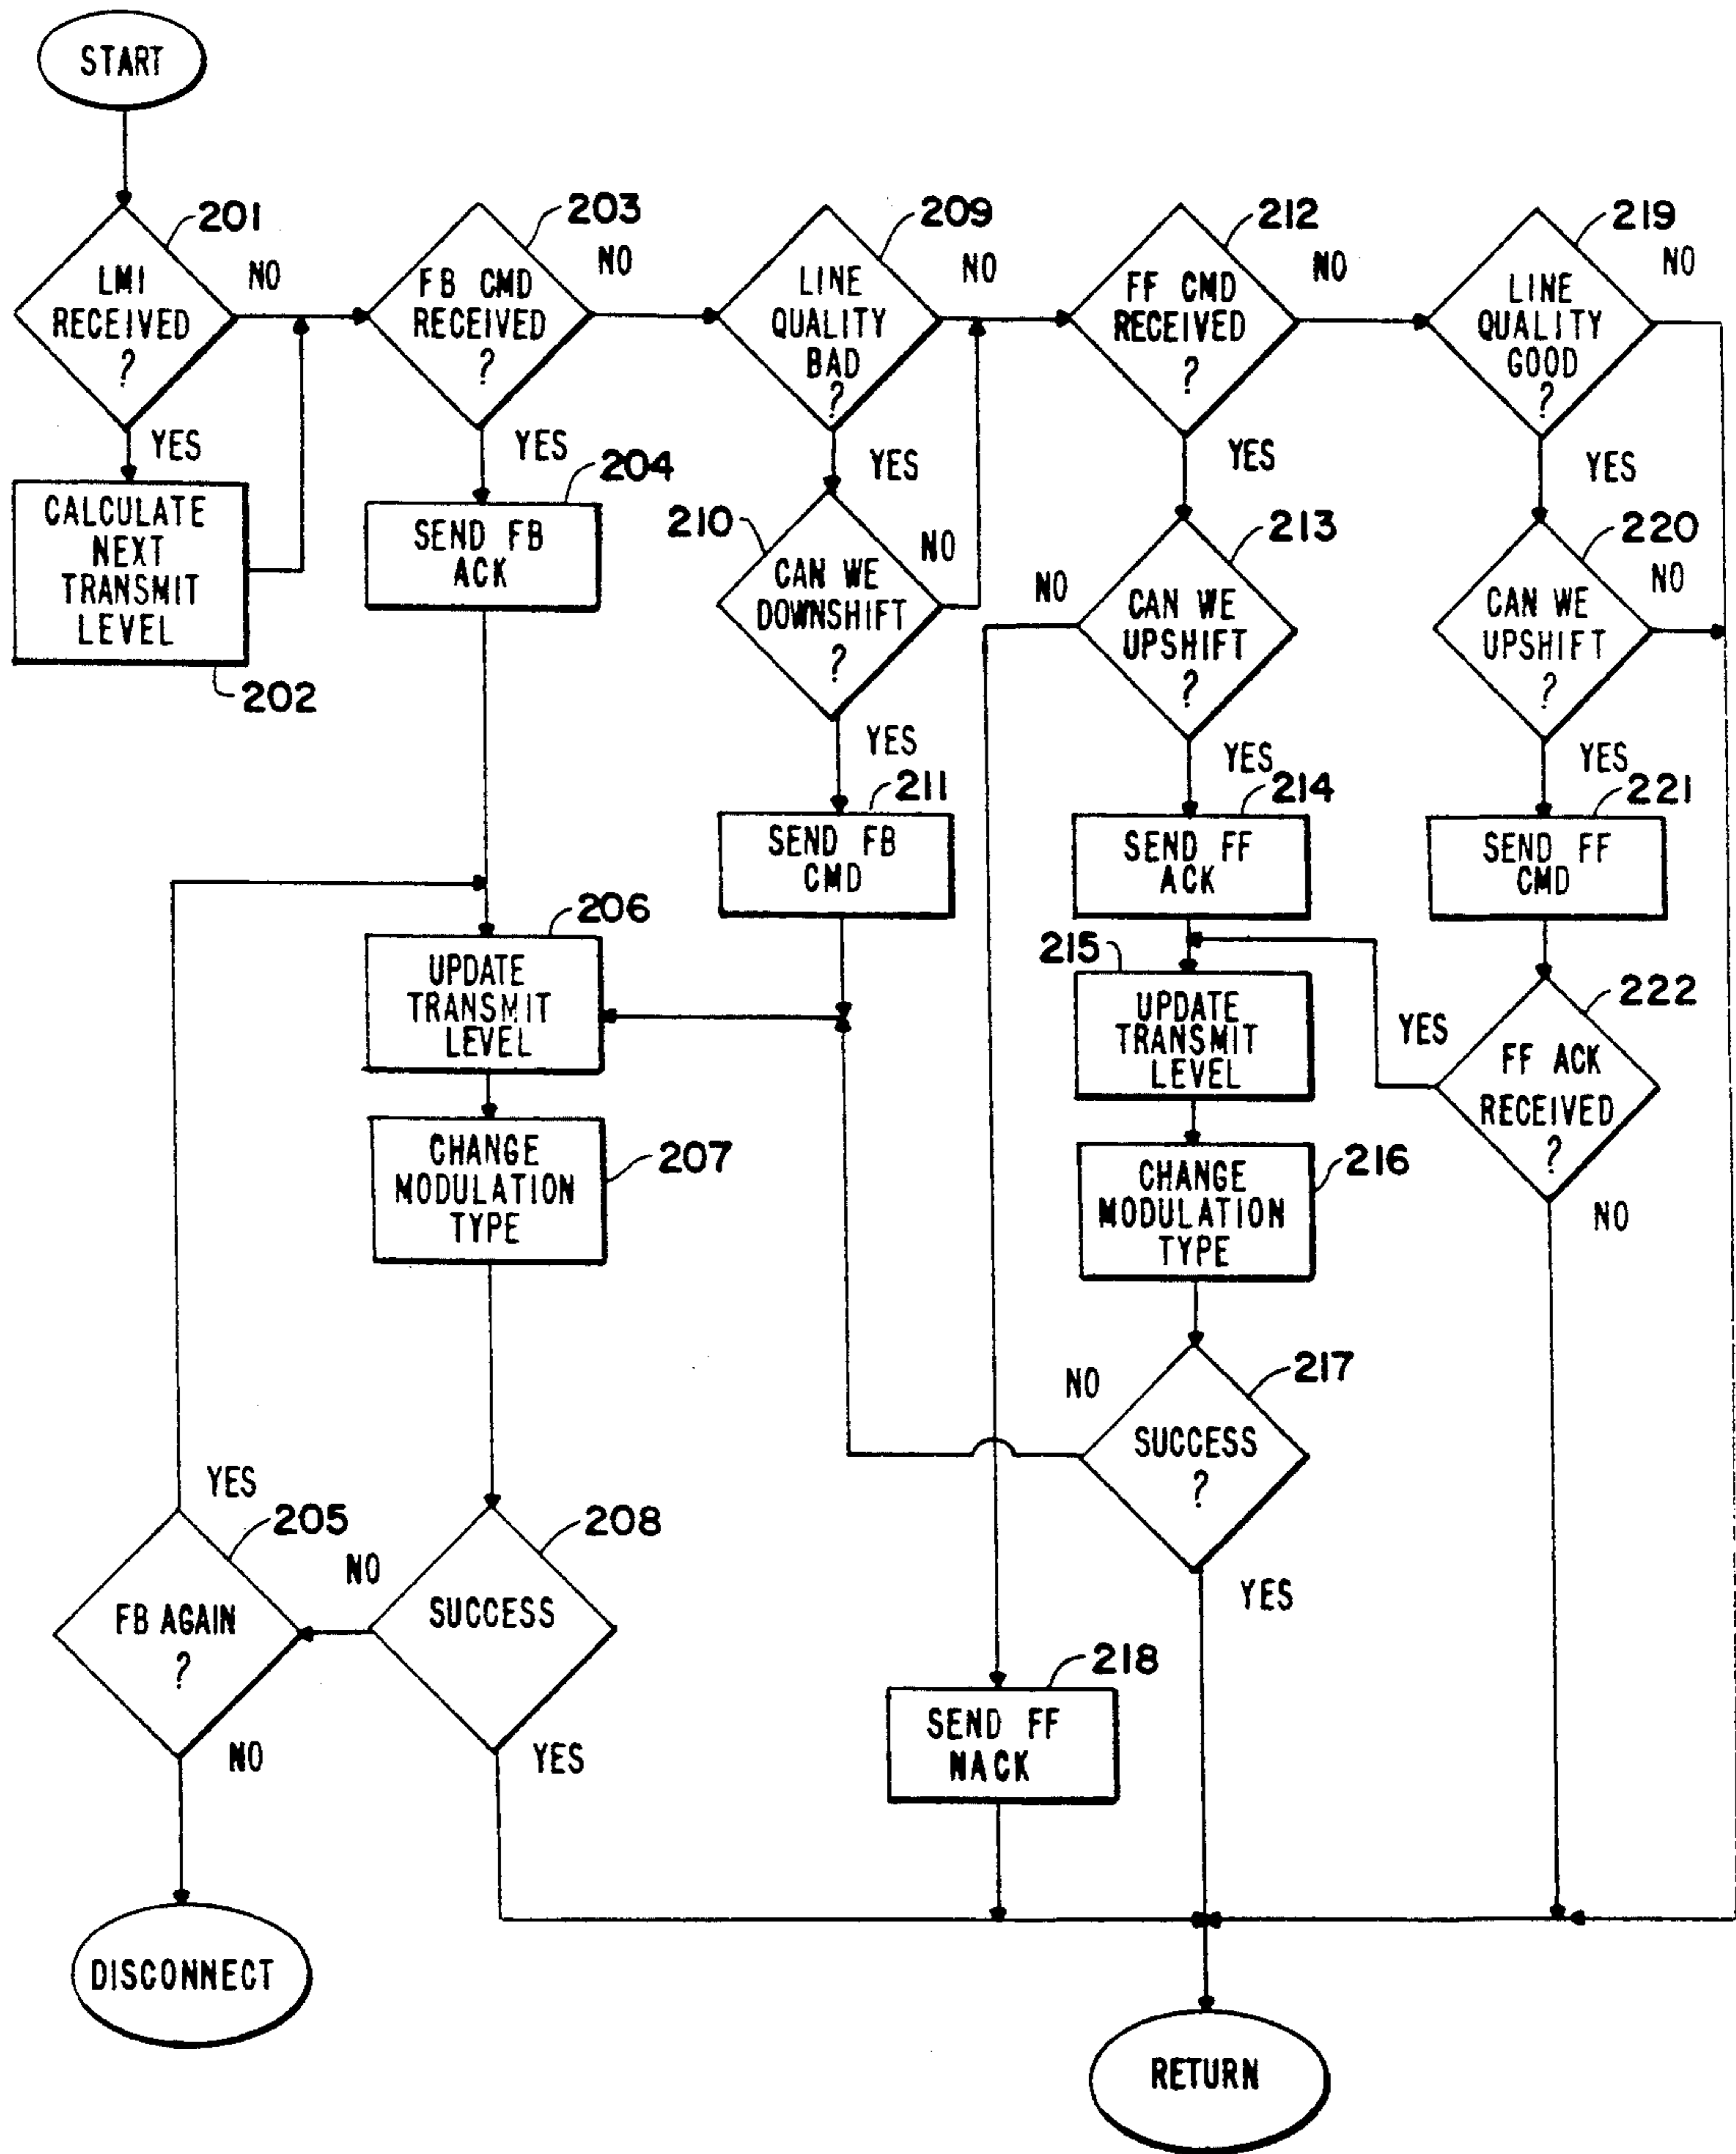 START
201
LMI
RECEIVED
?
NO
YES
CALCULATE
NEXT
TRANSMIT
LEVEL
202
203
FB CMD
RECEIVED
?
NO
YES
204
SEND FB
ACK
206
UPDATE
TRANSMIT
LEVEL
CHANGE
MODULATION
TYPE
207
208
SUCCESS
NO
YES
205
FB AGAIN
?
YES
NO
DISCONNECT
209
LINE
QUALITY
BAD
?
NO
YES
210
CAN WE
DOWNSHIFT
?
NO
YES
211
SEND FB
CMD
212
FF CMD
RECEIVED
?
NO
YES
213
CAN WE
UPSHIFT
?
NO
YES
214
SEND FF
ACK
215
UPDATE
TRANSMIT
LEVEL
216
CHANGE
MODULATION
TYPE
217
SUCCESS
?
NO
YES
218
SEND FF
NACK
219
LINE
QUALITY
GOOD
?
NO
YES
220
CAN WE
UPSHIFT
?
NO
YES
221
SEND FF
CMD
222
FF ACK
RECEIVED
?
YES
NO
RETURN